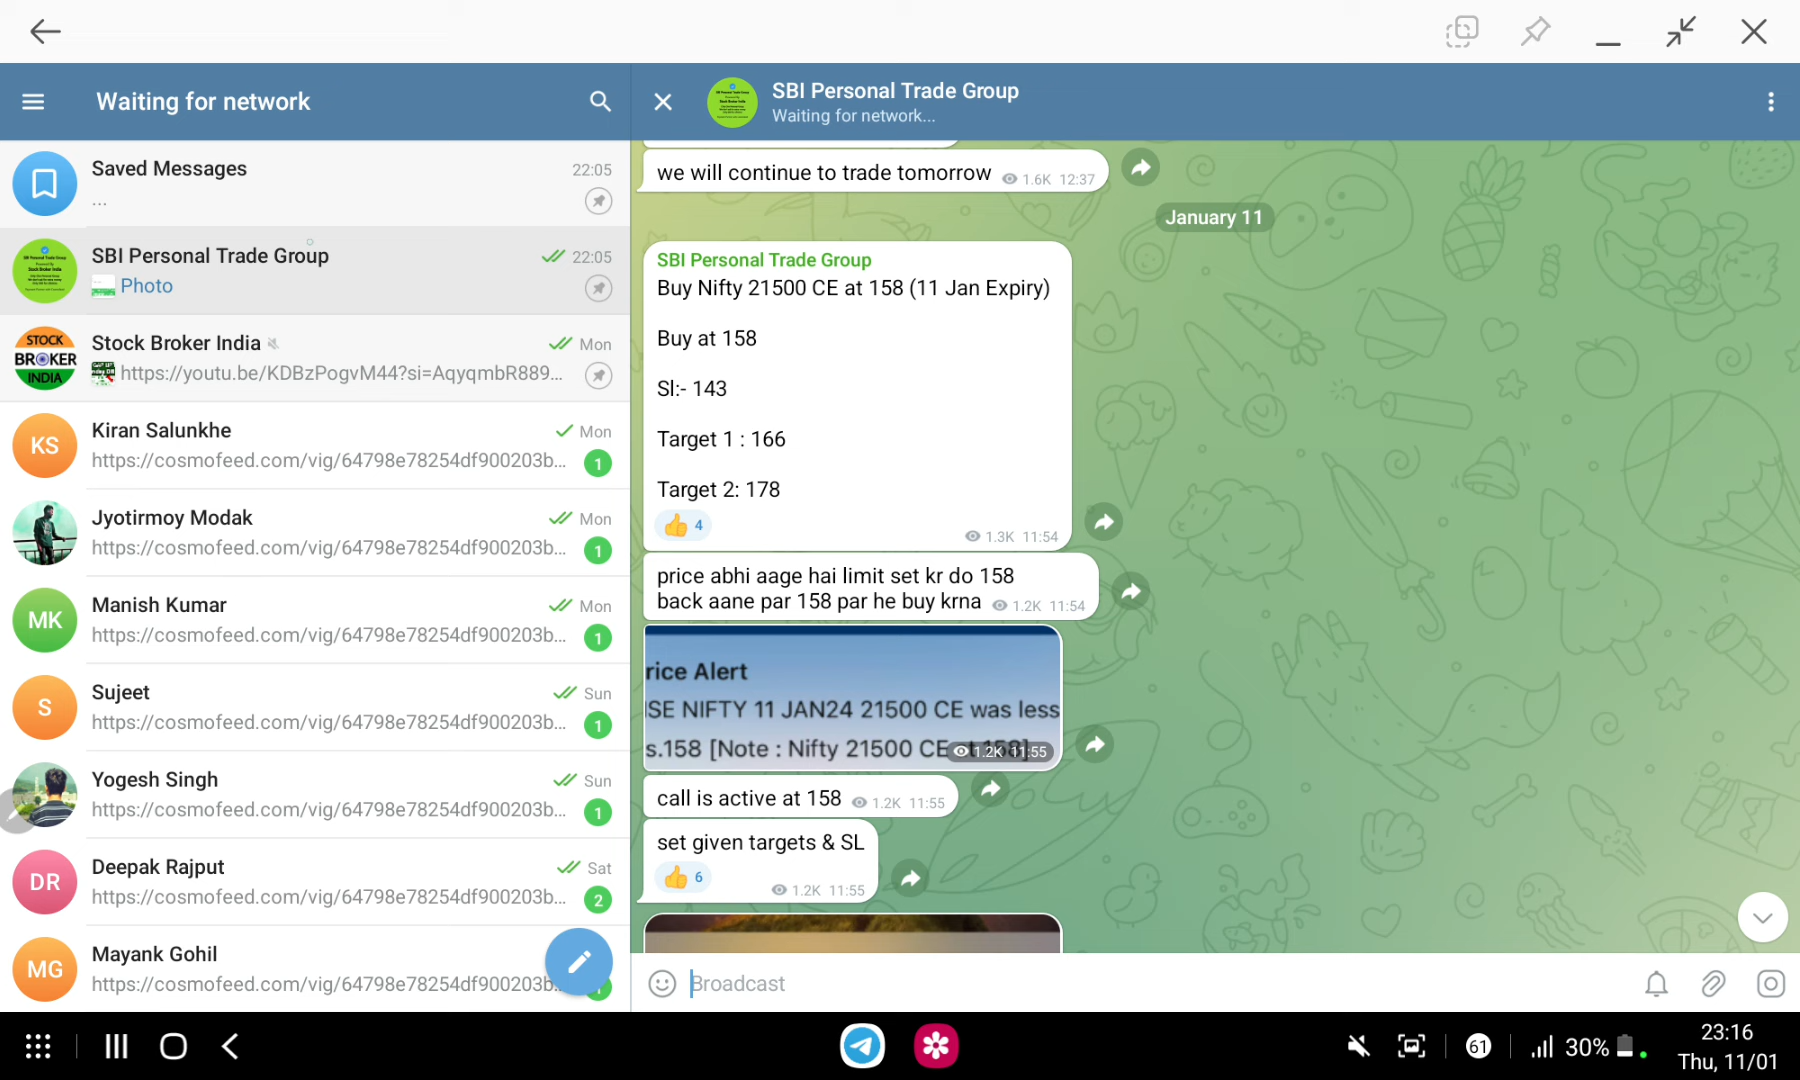 Waiting for network
SBI Personal Trade Group
Waiting for network...
Saved Messages
22:05
...
SBI Personal Trade Group
22:05
Photo
STOCK
BROKER
INDIA
Stock Broker India
Mon
https://youtu.be/KDBzPogvM44?si=AqyqmbR889...
KS
Kiran Salunkhe
Mon
https://cosmofeed.com/vig/64798e78254df900203b...
1
Jyotirmoy Modak
Mon
https://cosmofeed.com/vig/64798e78254df900203b...
1
MK
Manish Kumar
Mon
https://cosmofeed.com/vig/64798e78254df900203b...
1
S
Sujeet
Sun
https://cosmofeed.com/vig/64798e78254df900203b...
1
Yogesh Singh
Sun
https://cosmofeed.com/vig/64798e78254df900203b...
1
DR
Deepak Rajput
Sat
https://cosmofeed.com/vig/64798e78254df900203b...
2
MG
Mayank Gohil
https://cosmofeed.com/vig/64798e78254df900203b...
we will continue to trade tomorrow 1.6K 12:37
January 11
SBI Personal Trade Group
Buy Nifty 21500 CE at 158 (11 Jan Expiry)
Buy at 158
Sl:- 143
Target 1 : 166
Target 2: 178
4
1.3K 11:54
price abhi aage hai limit set kr do 158
back aane par 158 par he buy krna 1.2K 11:54
rice Alert
SE NIFTY 11 JAN24 21500 CE was less
s.158 [Note : Nifty 21500 CE at 158]
1.2K 11:55
call is active at 158 1.2K 11:55
set given targets & SL
6
1.2K 11:55
Broadcast
61
30%
23:16
Thu, 11/01